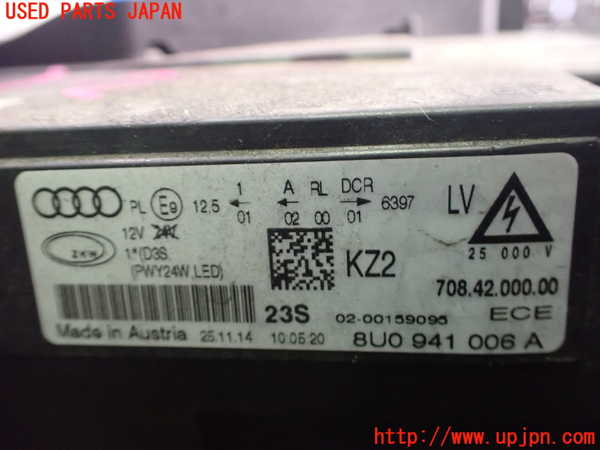 USED PARTS JAPAN
PL E9 12,5 ← 1 01 A ← 02 RL 00 DCR → 01 6397 LV
12V 24V
ZKW 1*(D3S,
(PWY24W,LED)
KZ2
25 000 V
708.42.000.00
23S 02-00159095 ECE
Made in Austria 25.11.14 10:05:20 8U0 941 006 A
http://www.upjpn.com/